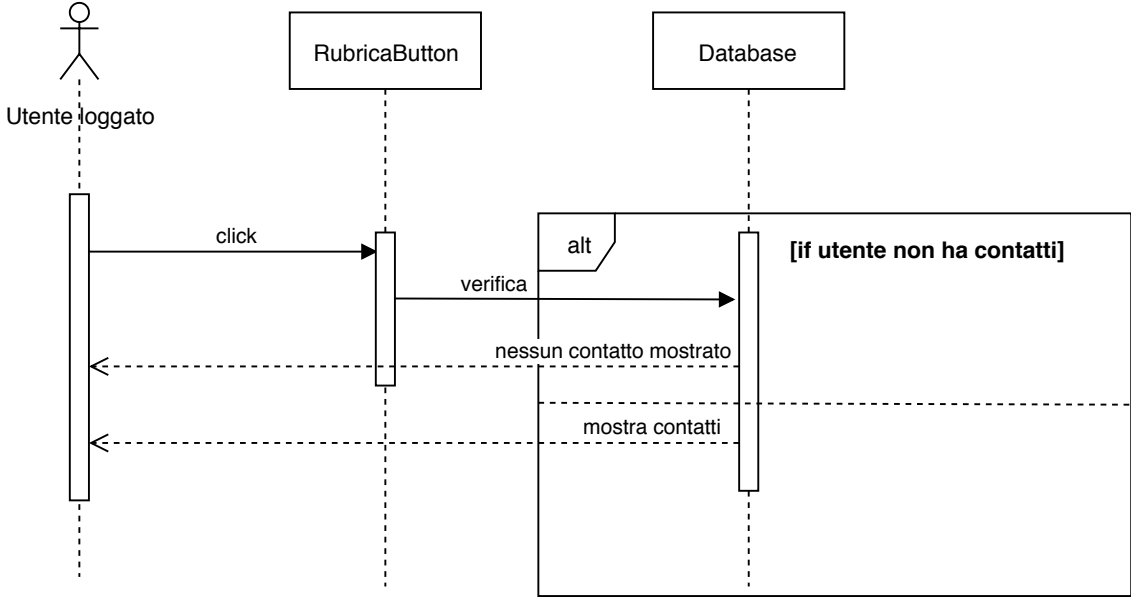 RubricaButton
Database
Utente loggato
click
alt
[if utente non ha contatti]
verifica
nessun contatto mostrato
mostra contatti